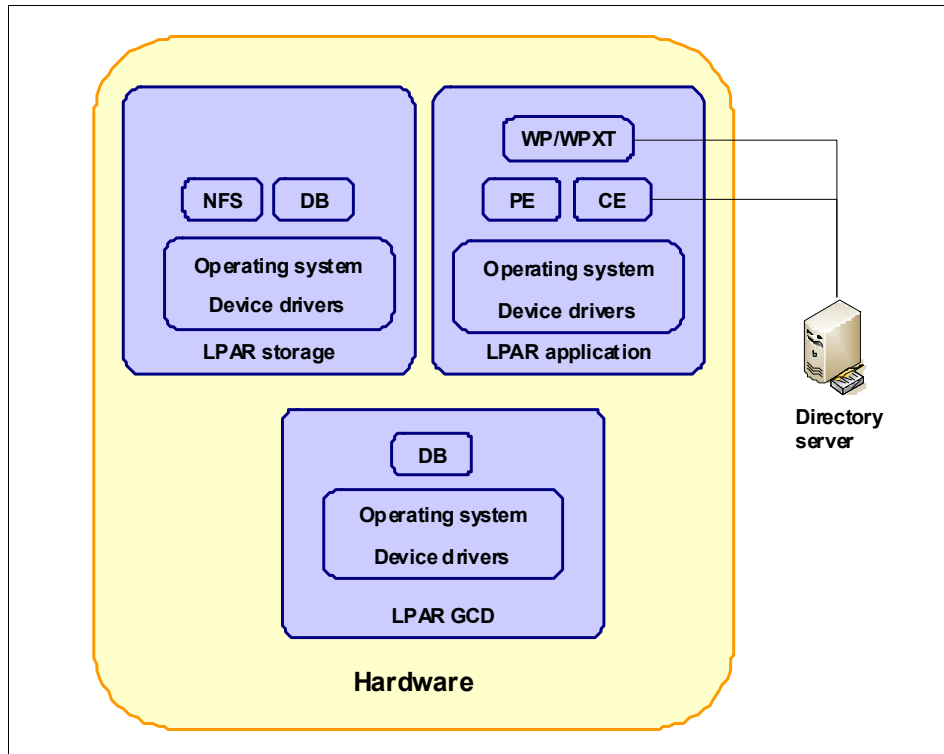 WP/WPXT
NFS
DB
PE
CE
Operating system
Device drivers
LPAR storage
Operating system
Device drivers
LPAR application
Directory
server
DB
Operating system
Device drivers
LPAR GCD
Hardware